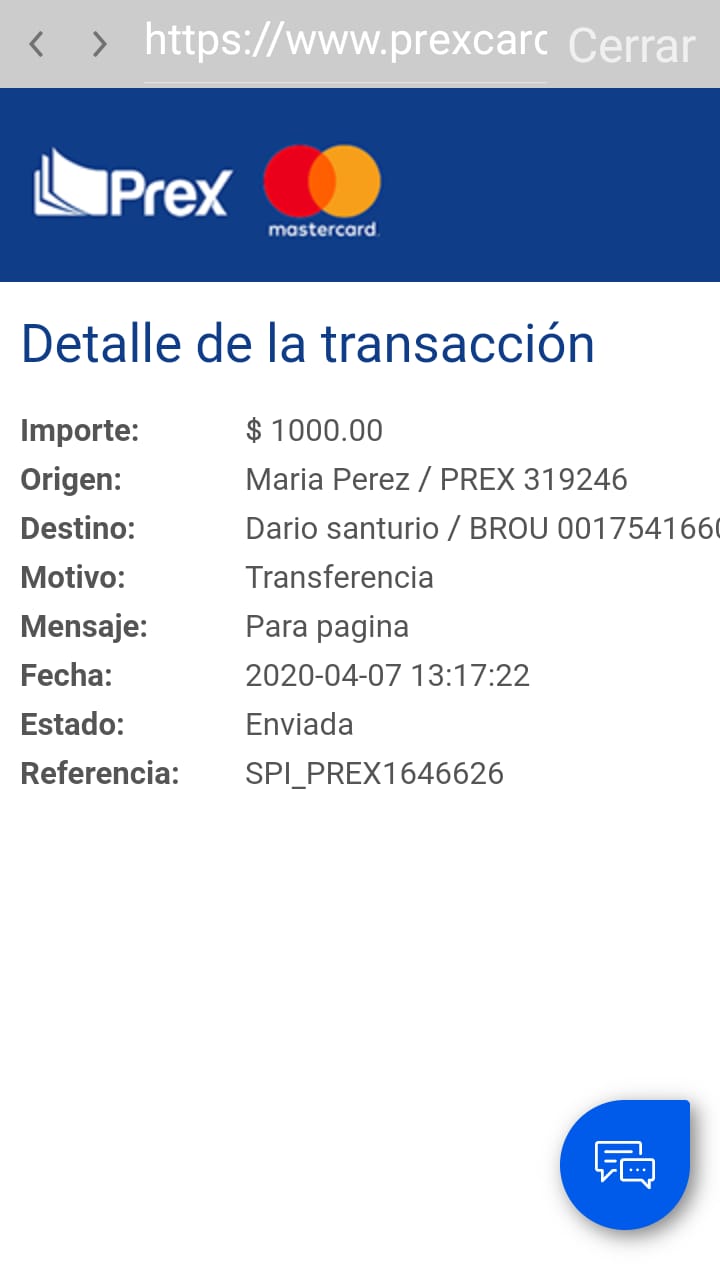 https://www.prexcard
Cerrar
Prex
mastercard.
Detalle de la transacción
Importe: $ 1000.00
Origen: Maria Perez / PREX 319246
Destino: Dario santurio / BROU 0017541660
Motivo: Transferencia
Mensaje: Para pagina
Fecha: 2020-04-07 13:17:22
Estado: Enviada
Referencia: SPI_PREX1646626